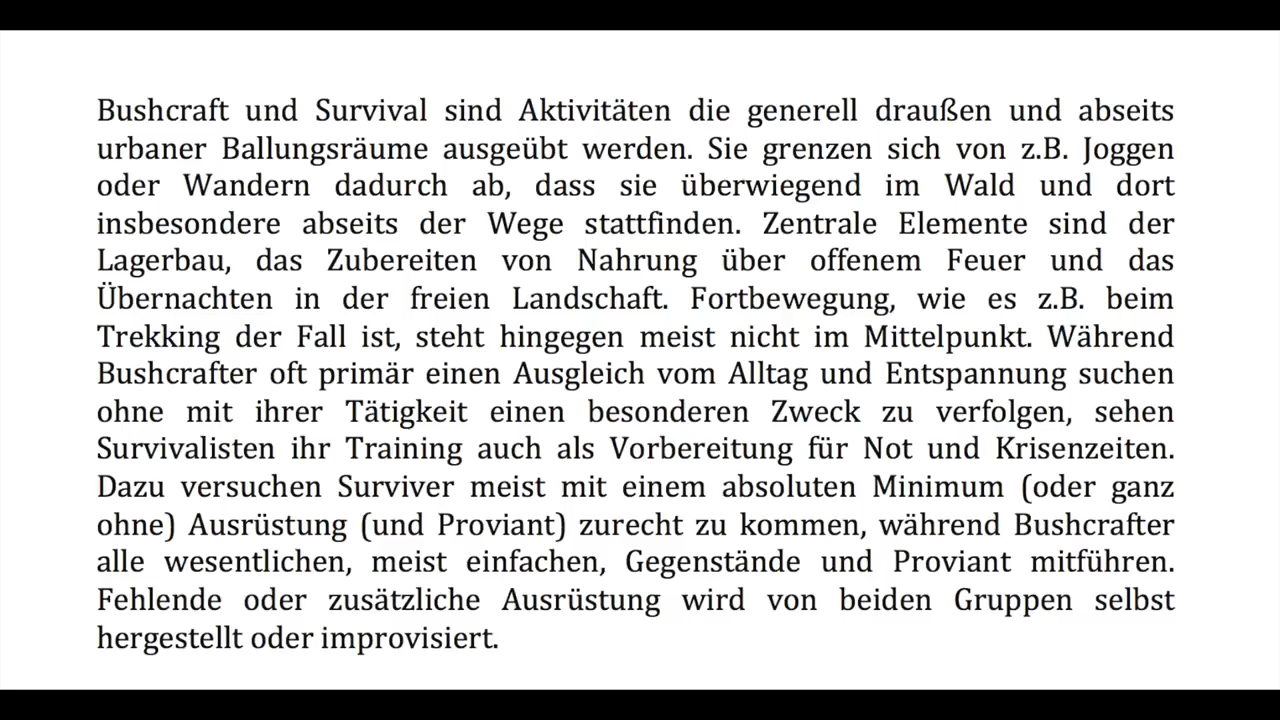 Bushcraft und Survival sind Aktivitäten die generell draußen und abseits
urbaner Ballungsräume ausgeübt werden. Sie grenzen sich von z.B. Joggen
oder Wandern dadurch ab, dass sie überwiegend im Wald und dort
insbesondere abseits der Wege stattfinden. Zentrale Elemente sind der
Lagerbau, das Zubereiten von Nahrung über offenem Feuer und das
Übernachten in der freien Landschaft. Fortbewegung, wie es z.B. beim
Trekking der Fall ist, steht hingegen meist nicht im Mittelpunkt. Während
Bushcrafter oft primär einen Ausgleich vom Alltag und Entspannung suchen
ohne mit ihrer Tätigkeit einen besonderen Zweck zu verfolgen, sehen
Survivalisten ihr Training auch als Vorbereitung für Not und Krisenzeiten.
Dazu versuchen Surviver meist mit einem absoluten Minimum (oder ganz
ohne) Ausrüstung (und Proviant) zurecht zu kommen, während Bushcrafter
alle wesentlichen, meist einfachen, Gegenstände und Proviant mitführen.
Fehlende oder zusätzliche Ausrüstung wird von beiden Gruppen selbst
hergestellt oder improvisiert.